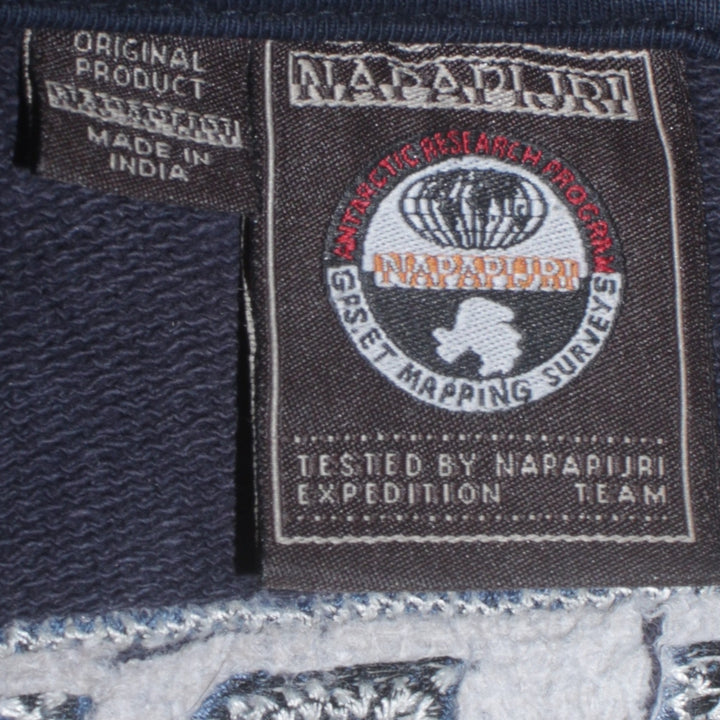 ORIGINAL
PRODUCT
NAPAPIJRI
MADE IN
INDIA
NAPAPIJRI
ANTARCTIC RESEARCH PROGRAM
NAPAPIJRI
GPS.ET MAPPING SURVEYS
TESTED BY NAPAPIJRI
EXPEDITION TEAM